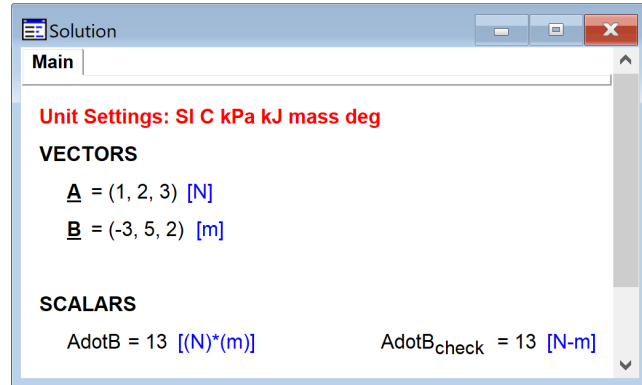 Solution
Main
Unit Settings: SI C kPa kJ mass deg
VECTORS
A = (1, 2, 3) [N]
B = (-3, 5, 2) [m]
SCALARS
AdotB = 13 [(N)*(m)] AdotBcheck = 13 [N-m]